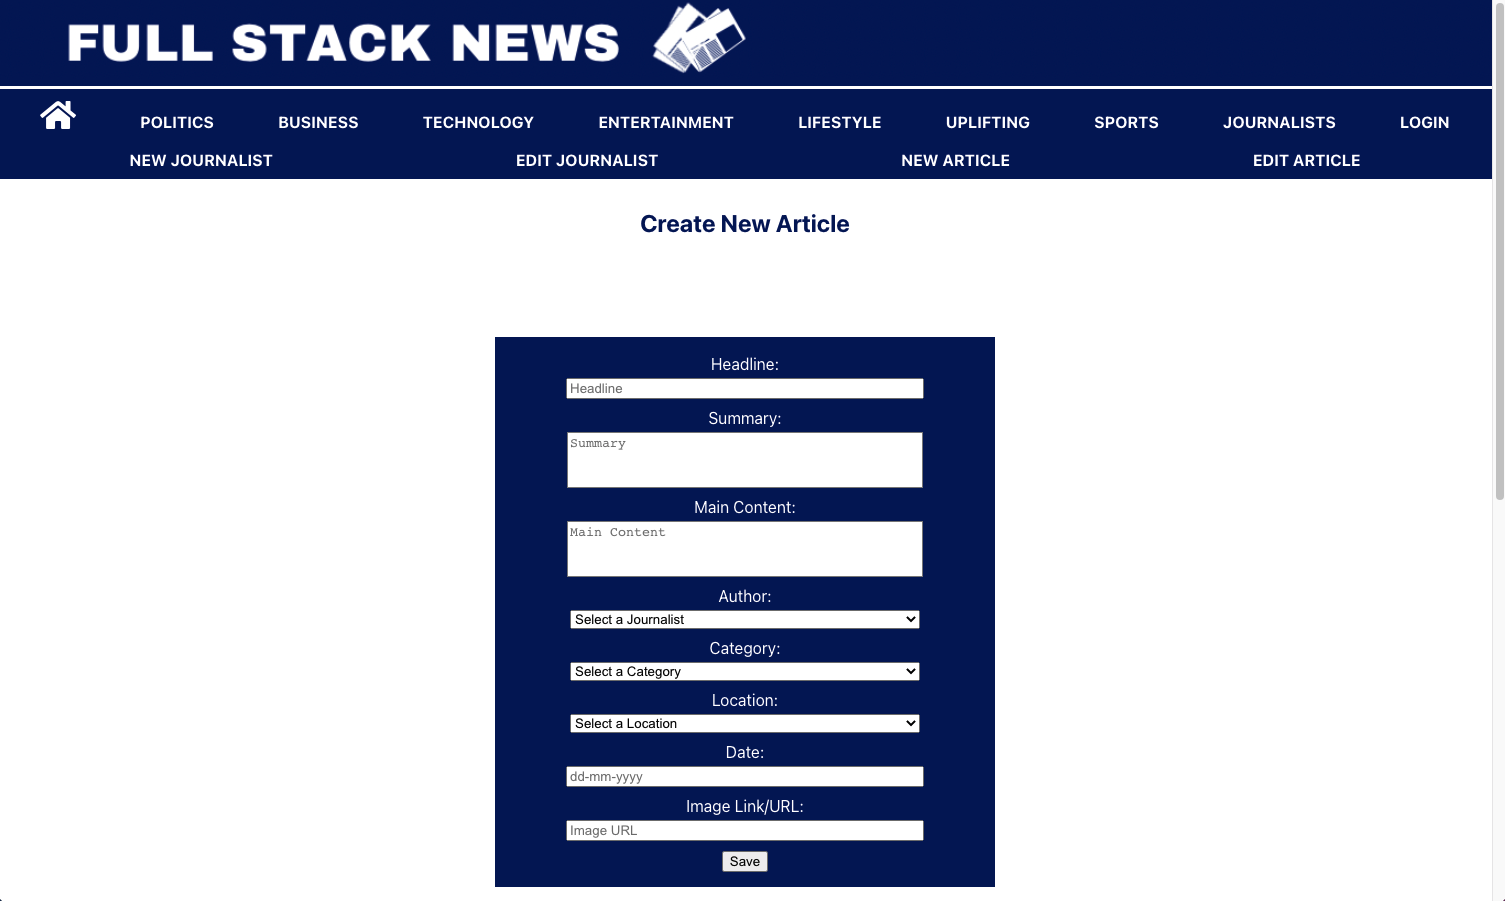 FULL STACK NEWS
POLITICS BUSINESS TECHNOLOGY ENTERTAINMENT LIFESTYLE UPLIFTING SPORTS JOURNALISTS LOGIN
NEW JOURNALIST EDIT JOURNALIST NEW ARTICLE EDIT ARTICLE
Create New Article
Headline:
Headline
Summary:
Summary
Main Content:
Main Content
Author:
Select a Journalist
Category:
Select a Category
Location:
Select a Location
Date:
dd-mm-yyyy
Image Link/URL:
Image URL
Save